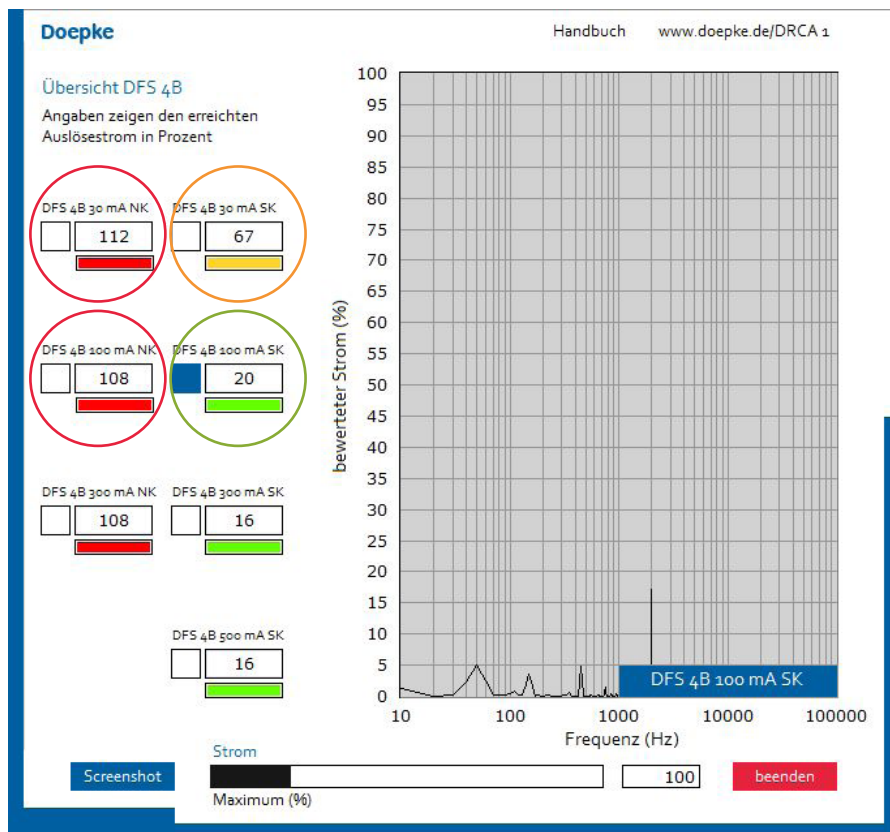 Doepke
Handbuch www.doepke.de/DRCA 1
Übersicht DFS 4B
Angaben zeigen den erreichten
Auslösestrom in Prozent
DFS 4B 30 mA NK DFS 4B 30 mA SK
112 67
DFS 4B 100 mA NK DFS 4B 100 mA SK
108 20
DFS 4B 300 mA NK DFS 4B 300 mA SK
108 16
DFS 4B 500 mA SK
16
bewerteter Strom (%)
100
95
90
85
80
75
70
65
60
55
50
45
40
35
30
25
20
15
10
5
0
DFS 4B 100 mA SK
10 100 1000 10000 100000
Frequenz (Hz)
Strom
Screenshot 100 beenden
Maximum (%)